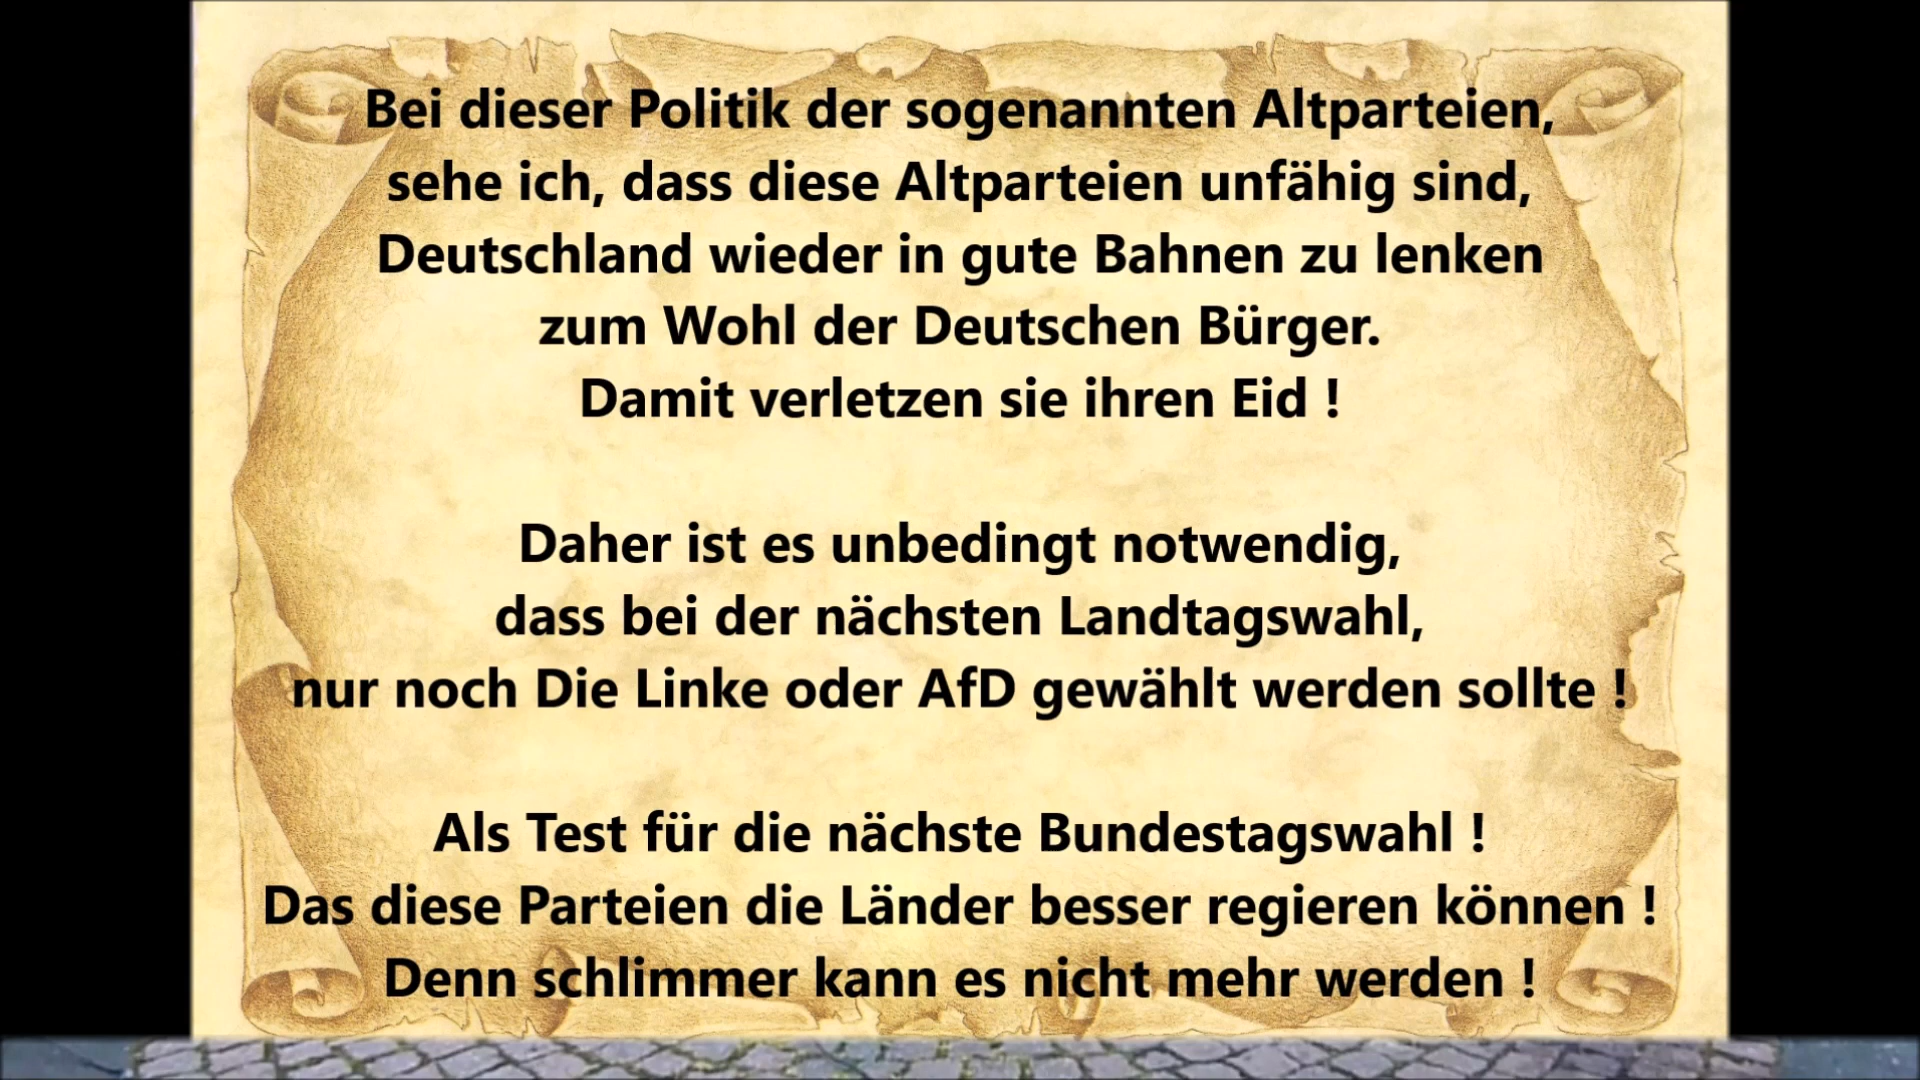 Bei dieser Politik der sogenannten Altparteien,
sehe ich, dass diese Altparteien unfähig sind,
Deutschland wieder in gute Bahnen zu lenken
zum Wohl der Deutschen Bürger.
Damit verletzen sie ihren Eid !
Daher ist es unbedingt notwendig,
dass bei der nächsten Landtagswahl,
nur noch Die Linke oder AfD gewählt werden sollte !
Als Test für die nächste Bundestagswahl !
Das diese Parteien die Länder besser regieren können !
Denn schlimmer kann es nicht mehr werden !